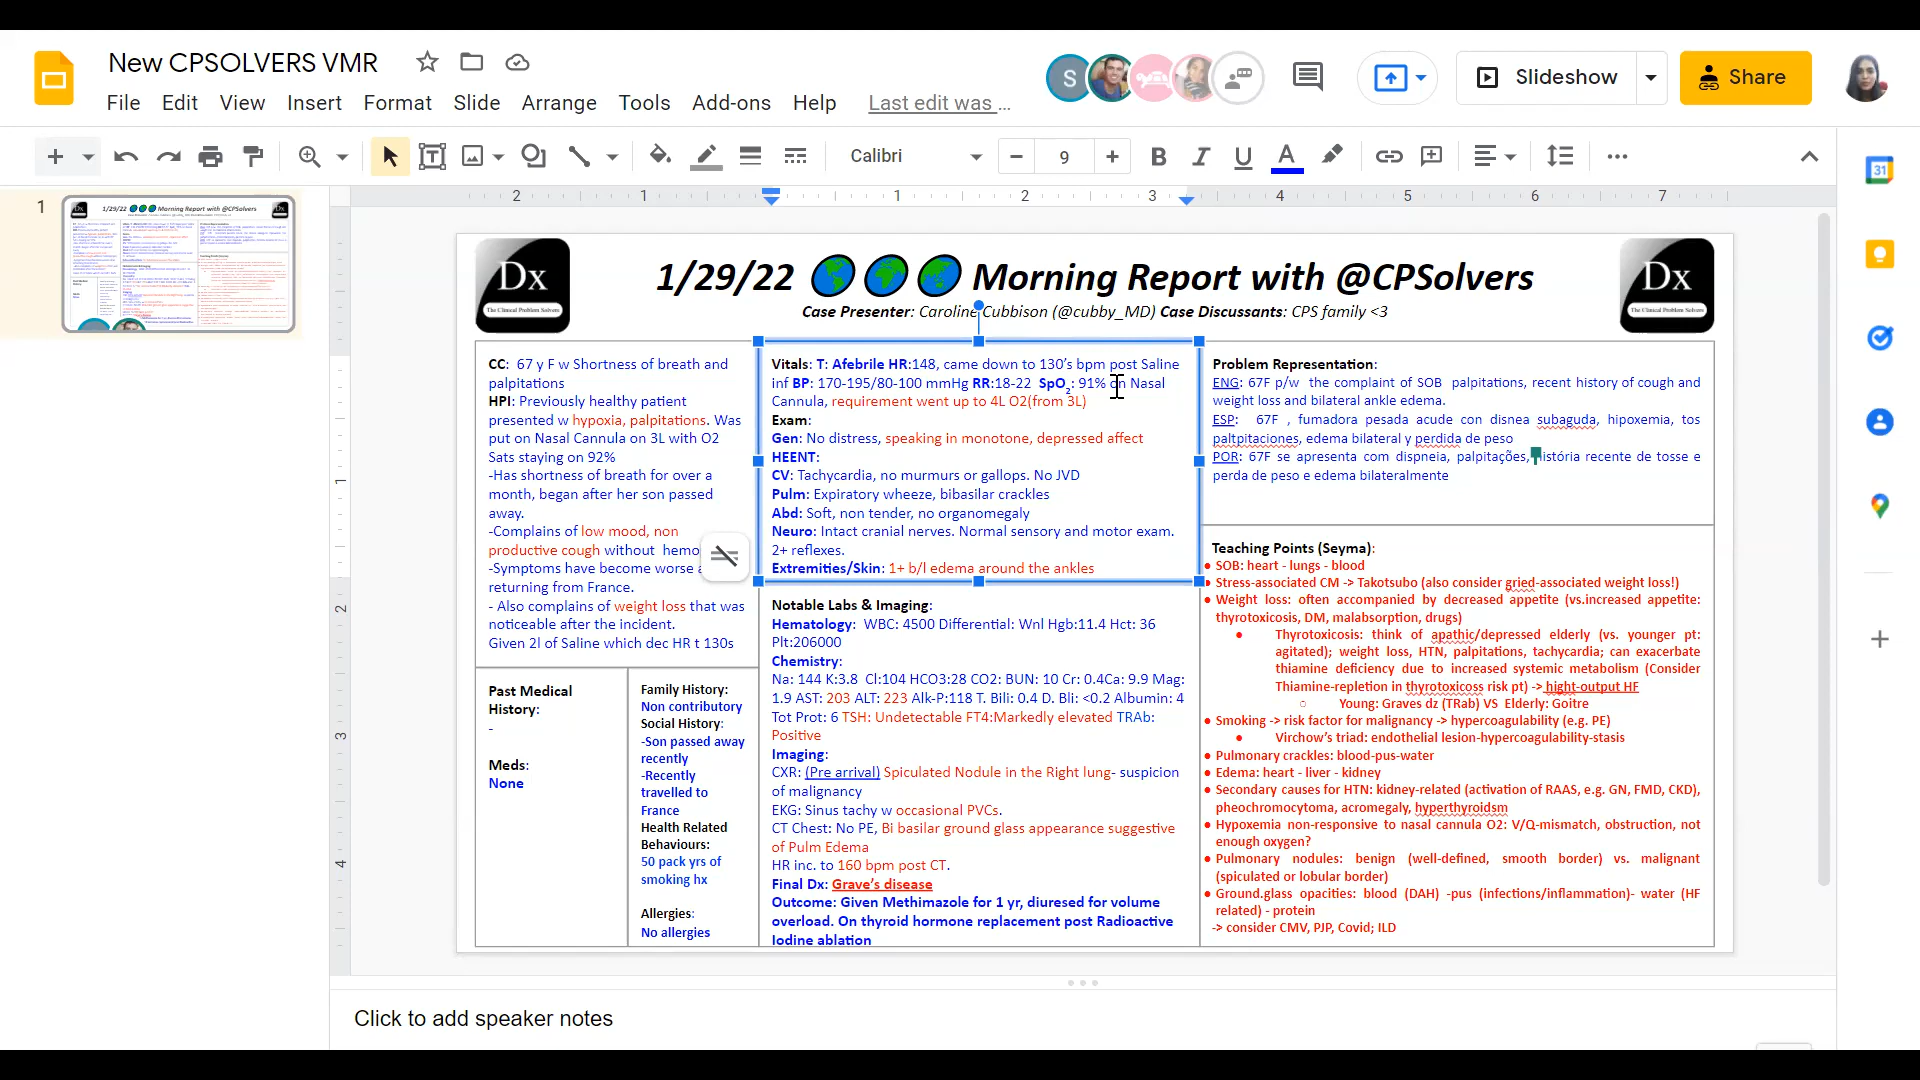 New CPSOLVERS VMR
S
Slideshow
Share
File Edit View Insert Format Slide Arrange Tools Add-ons Help Last edit was ...
Calibri
9
31
2 1 1 2 3 4 5 6 7
1
1
2
3
4
Dx
The Clinical Problem Solvers
1/29/22 Morning Report with @CPSolvers
Case Presenter: Caroline Cubbison (@cubby_MD) Case Discussants: CPS family <3
Dx
The Clinical Problem Solvers
CC: 67 y F w Shortness of breath and
palpitations
HPI: Previously healthy patient
presented w hypoxia, palpitations. Was
put on Nasal Cannula on 3L with O2
Sats staying on 92%
-Has shortness of breath for over a
month, began after her son passed
away.
-Complains of low mood, non
productive cough without hemo
-Symptoms have become worse a
returning from France.
- Also complains of weight loss that was
noticeable after the incident.
Given 2l of Saline which dec HR t 130s
Past Medical
History:
-
Meds:
None
Family History:
Non contributory
Social History:
-Son passed away
recently
-Recently
travelled to
France
Health Related
Behaviours:
50 pack yrs of
smoking hx
Allergies:
No allergies
Vitals: T: Afebrile HR:148, came down to 130's bpm post Saline
inf BP: 170-195/80-100 mmHg RR:18-22 SpO2: 91% on Nasal
Cannula, requirement went up to 4L O2(from 3L)
Exam:
Gen: No distress, speaking in monotone, depressed affect
HEENT:
CV: Tachycardia, no murmurs or gallops. No JVD
Pulm: Expiratory wheeze, bibasilar crackles
Abd: Soft, non tender, no organomegaly
Neuro: Intact cranial nerves. Normal sensory and motor exam.
2+ reflexes.
Extremities/Skin: 1+ b/l edema around the ankles
Notable Labs & Imaging:
Hematology: WBC: 4500 Differential: Wnl Hgb:11.4 Hct: 36
Plt:206000
Chemistry:
Na: 144 K:3.8 Cl:104 HCO3:28 CO2: BUN: 10 Cr: 0.4Ca: 9.9 Mag:
1.9 AST: 203 ALT: 223 Alk-P:118 T. Bili: 0.4 D. Bli: <0.2 Albumin: 4
Tot Prot: 6 TSH: Undetectable FT4:Markedly elevated TRAb:
Positive
Imaging:
CXR: (Pre arrival) Spiculated Nodule in the Right lung- suspicion
of malignancy
EKG: Sinus tachy w occasional PVCs.
CT Chest: No PE, Bi basilar ground glass appearance suggestive
of Pulm Edema
HR inc. to 160 bpm post CT.
Final Dx: Grave's disease
Outcome: Given Methimazole for 1 yr, diuresed for volume
overload. On thyroid hormone replacement post Radioactive
Iodine ablation
Problem Representation:
ENG: 67F p/w the complaint of SOB palpitations, recent history of cough and
weight loss and bilateral ankle edema.
ESP: 67F , fumadora pesada acude con disnea subaguda, hipoxemia, tos
paltpitaciones, edema bilateral y perdida de peso
POR: 67F se apresenta com dispneia, palpitações, istória recente de tosse e
perda de peso e edema bilateralmente
Teaching Points (Seyma):
● SOB: heart - lungs - blood
● Stress-associated CM -> Takotsubo (also consider gried-associated weight loss!)
● Weight loss: often accompanied by decreased appetite (vs.increased appetite:
thyrotoxicosis, DM, malabsorption, drugs)
● Thyrotoxicosis: think of apathic/depressed elderly (vs. younger pt:
agitated); weight loss, HTN, palpitations, tachycardia; can exacerbate
thiamine deficiency due to increased systemic metabolism (Consider
Thiamine-repletion in thyrotoxicoss risk pt) -> hight-output HF
○ Young: Graves dz (TRab) VS Elderly: Goitre
● Smoking -> risk factor for malignancy -> hypercoagulability (e.g. PE)
● Virchow's triad: endothelial lesion-hypercoagulability-stasis
● Pulmonary crackles: blood-pus-water
● Edema: heart - liver - kidney
● Secondary causes for HTN: kidney-related (activation of RAAS, e.g. GN, FMD, CKD),
pheochromocytoma, acromegaly, hyperthyroidsm
● Hypoxemia non-responsive to nasal cannula O2: V/Q-mismatch, obstruction, not
enough oxygen?
● Pulmonary nodules: benign (well-defined, smooth border) vs. malignant
(spiculated or lobular border)
● Ground.glass opacities: blood (DAH) -pus (infections/inflammation)- water (HF
related) - protein
-> consider CMV, PJP, Covid; ILD
Click to add speaker notes